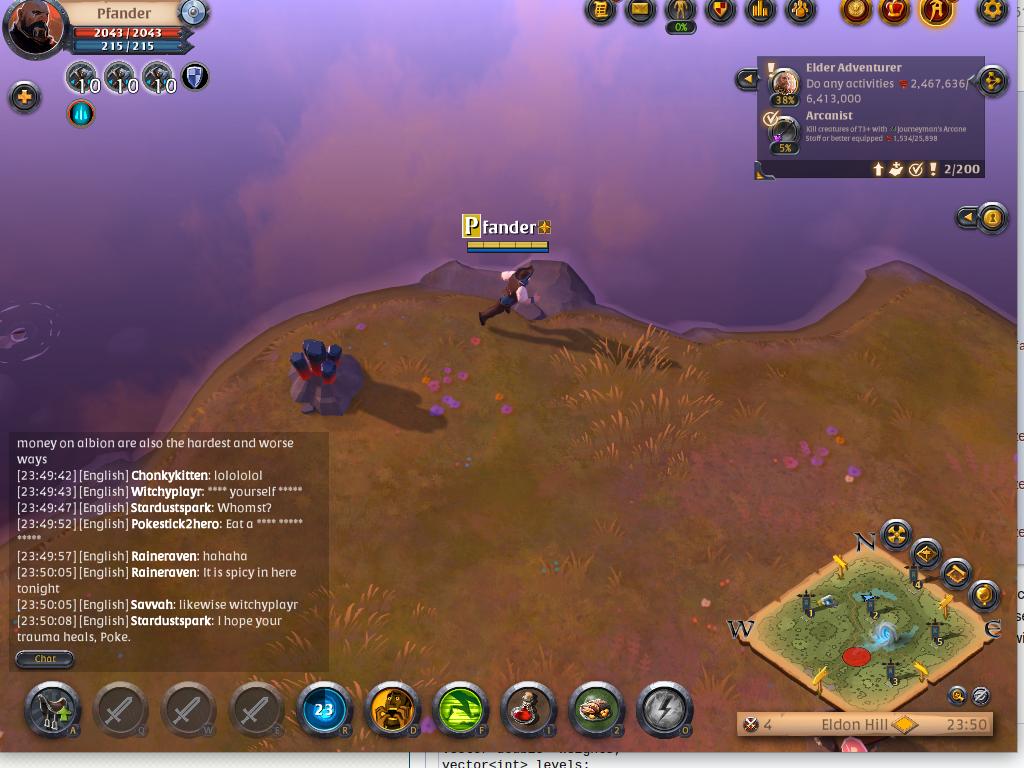 Pfander
2043/2043
215/215
10 10 10
0%
Elder Adventurer
Do any activities 2,467,636/
6,413,000
38%
Arcanist
Kill creatures of T3+ with Journeyman's Arcane
Staff or better equipped 1,534/25,898
5%
2/200
Pfander
money on albion are also the hardest and worse
ways
[23:49:42] [English] Chonkykitten: lolololol
[23:49:43] [English] Witchyplayr: **** yourself *****
[23:49:47] [English] Stardustspark: Whomst?
[23:49:52] [English] Pokestick2hero: Eat a **** *****
*****
[23:49:57] [English] Raineraven: hahaha
[23:50:05] [English] Raineraven: It is spicy in here
tonight
[23:50:05] [English] Savvah: likewise witchyplayr
[23:50:08] [English] Stardustspark: I hope your
trauma heals, Poke.
Chat
N
W
E
1
2
3
4
5
23
A
Q
W
E
R
D
F
1
2
O
4
Eldon Hill
23:50
vector<int> levels;